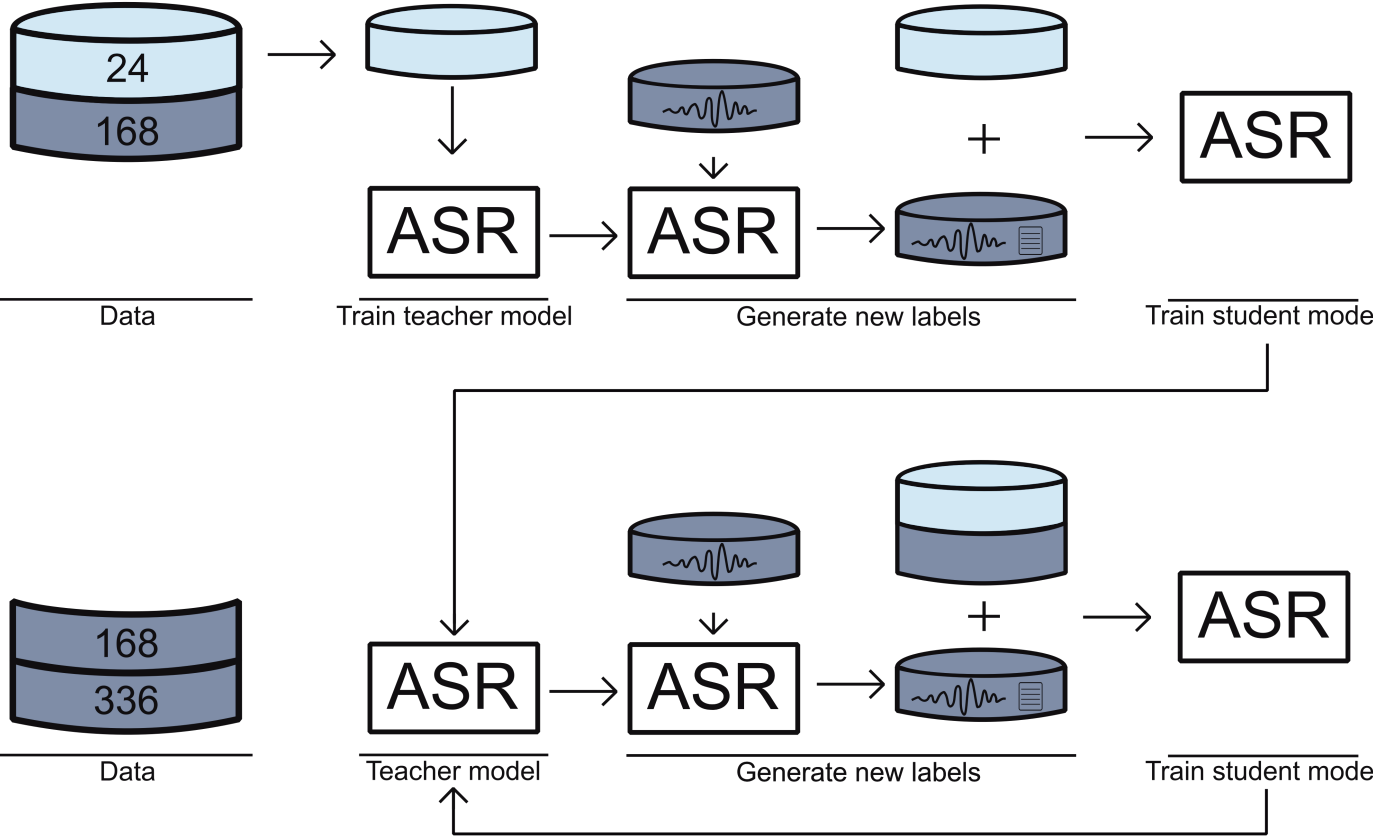 24
168
ASR
ASR
ASR
Data
Train teacher model
Generate new labels
Train student mode
168
336
ASR
ASR
ASR
Data
Teacher model
Generate new labels
Train student mode